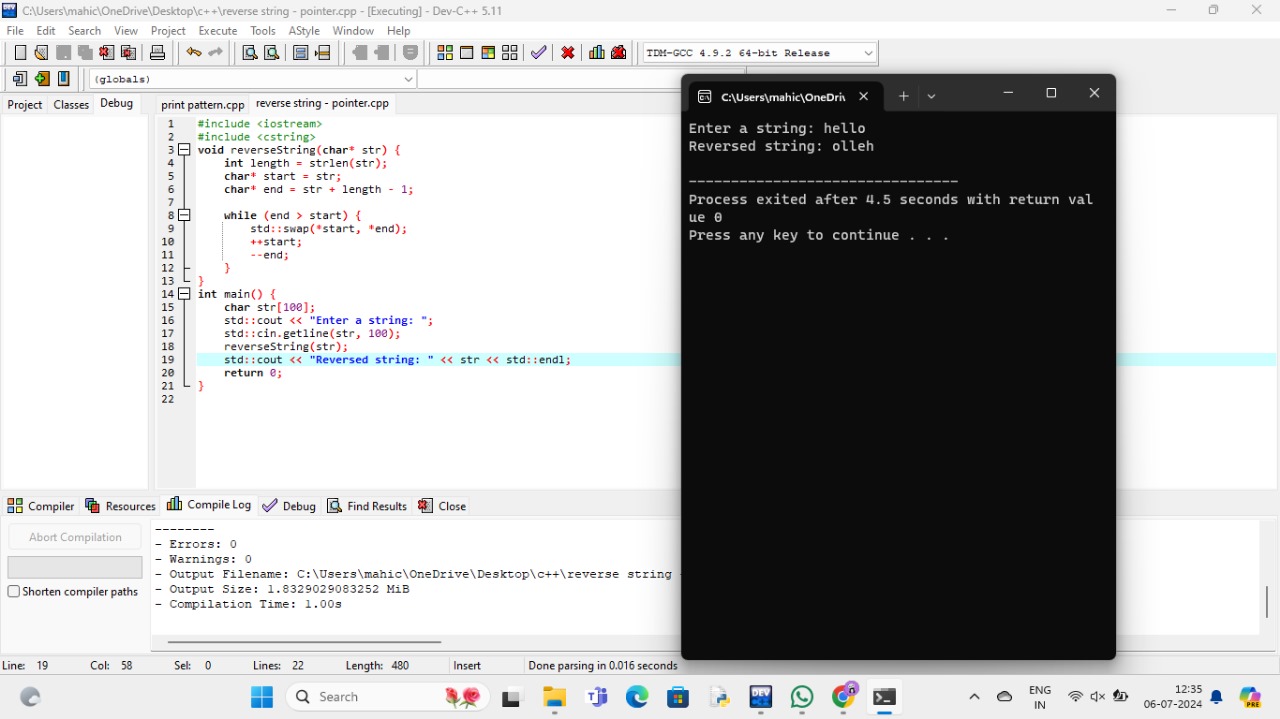 C:\Users\mahic\OneDrive\Desktop\c++\reverse string - pointer.cpp - [Executing] - Dev-C++ 5.11
File Edit Search View Project Execute Tools AStyle Window Help
TDM-GCC 4.9.2 64-bit Release
(globals)
Project Classes Debug print pattern.cpp reverse string - pointer.cpp
1 #include <iostream>
2 #include <cstring>
3 void reverseString(char* str) {
4 int length = strlen(str);
5 char* start = str;
6 char* end = str + length - 1;
7
8 while (end > start) {
9 std::swap(*start, *end);
10 ++start;
11 --end;
12 }
13 }
14 int main() {
15 char str[100];
16 std::cout << "Enter a string: ";
17 std::cin.getline(str, 100);
18 reverseString(str);
19 std::cout << "Reversed string: " << str << std::endl;
20 return 0;
21 }
22
C:\Users\mahic\OneDri
Enter a string: hello
Reversed string: olleh
--------------------------------
Process exited after 4.5 seconds with return val
ue 0
Press any key to continue . . .
Compiler Resources Compile Log Debug Find Results Close
Abort Compilation
Shorten compiler paths
--------
- Errors: 0
- Warnings: 0
- Output Filename: C:\Users\mahic\OneDrive\Desktop\c++\reverse string
- Output Size: 1.8329029083252 MiB
- Compilation Time: 1.00s
Line: 19 Col: 58 Sel: 0 Lines: 22 Length: 480 Insert Done parsing in 0.016 seconds
Search
DEV
ENG
IN
12:35
06-07-2024
PRE